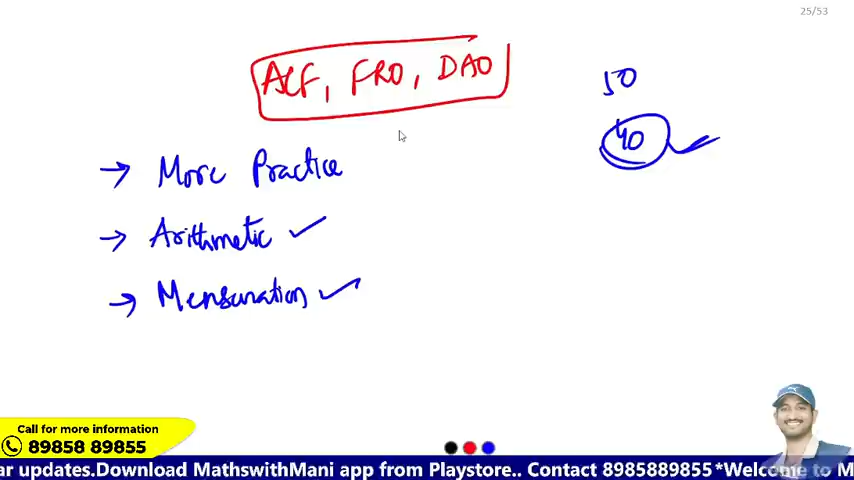 25/53
ACF, FRO, DAO
50
40
→ More Practice
→ Arithmetic ✓
→ Mensuration ✓
Call for more information
89858 89855
ar updates.Download MathswithMani app from Playstore.. Contact 8985889855*Welcome to M